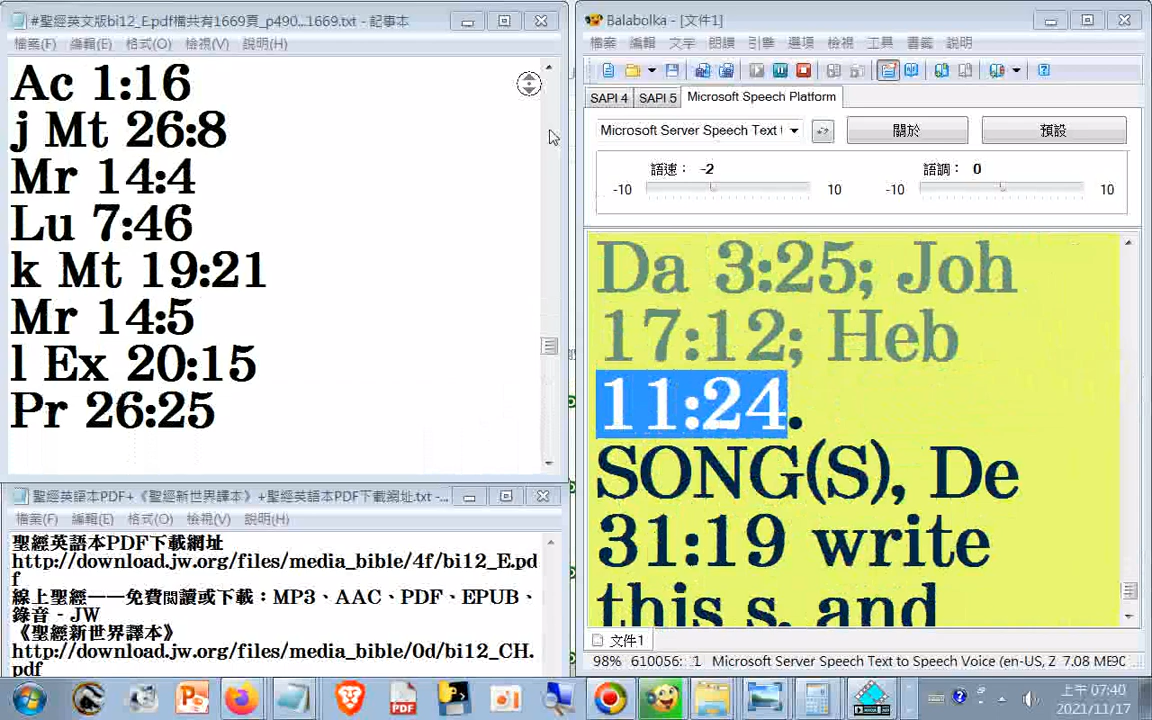 #聖經英文版bi12_E.pdf檔共有1669頁_p490...1669.txt - 記事本
檔案(F) 編輯(E) 格式(O) 檢視(V) 說明(H)
Ac 1:16
j Mt 26:8
Mr 14:4
Lu 7:46
k Mt 19:21
Mr 14:5
l Ex 20:15
Pr 26:25
聖經英語本PDF+《聖經新世界譯本》+聖經英語本PDF下載網址.txt -...
檔案(F) 編輯(E) 格式(O) 檢視(V) 說明(H)
聖經英語本PDF下載網址
http://download.jw.org/files/media_bible/4f/bi12_E.pd
f
線上聖經——免費閱讀或下載：MP3、AAC、PDF、EPUB、
錄音 - JW
《聖經新世界譯本》
http://download.jw.org/files/media_bible/0d/bi12_CH.
pdf
Balabolka - [文件1]
檔案 編輯 文字 朗讀 引擎 選項 檢視 工具 書籤 說明
SAPI 4 SAPI 5 Microsoft Speech Platform
Microsoft Server Speech Text 關於 預設
語速： -2 語調： 0
-10 10 -10 10
Da 3:25; Joh
17:12; Heb
11:24.
SONG(S), De
31:19 write
this s. and
文件1
98% 610056: 1 Microsoft Server Speech Text to Speech Voice (en-US, Z 7.08 ME90
PDF
上午 07:40
2021/11/17